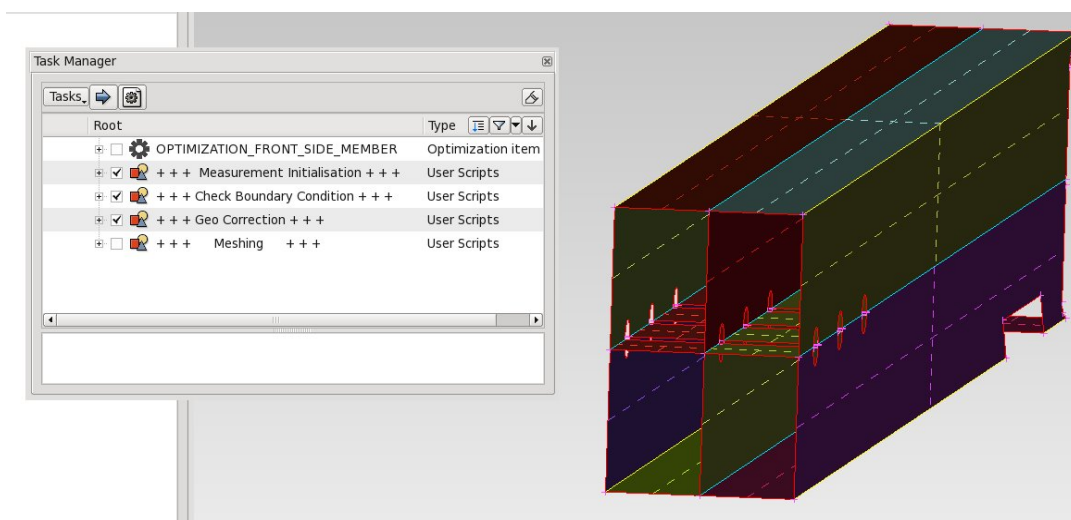 Task Manager
Tasks
Root Type
OPTIMIZATION_FRONT_SIDE_MEMBER Optimization item
+ + + Measurement Initialisation + + + User Scripts
+ + + Check Boundary Condition + + + User Scripts
+ + + Geo Correction + + + User Scripts
+ + + Meshing + + + User Scripts